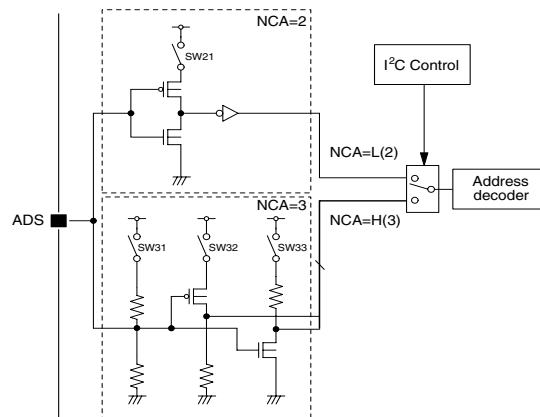 NCA=2
SW21
I²C Control
NCA=L(2)
Address
decoder
ADS
NCA=3
NCA=H(3)
SW31
SW32
SW33